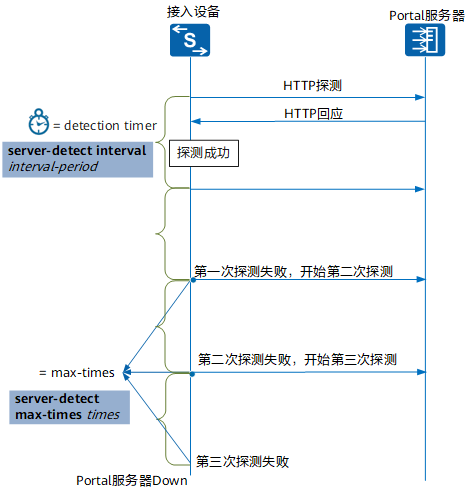 接入设备
Portal服务器
S
HTTP探测
HTTP回应
= detection timer
server-detect interval
interval-period
探测成功
第一次探测失败，开始第二次探测
第二次探测失败，开始第三次探测
= max-times
server-detect
max-times times
第三次探测失败
Portal服务器Down